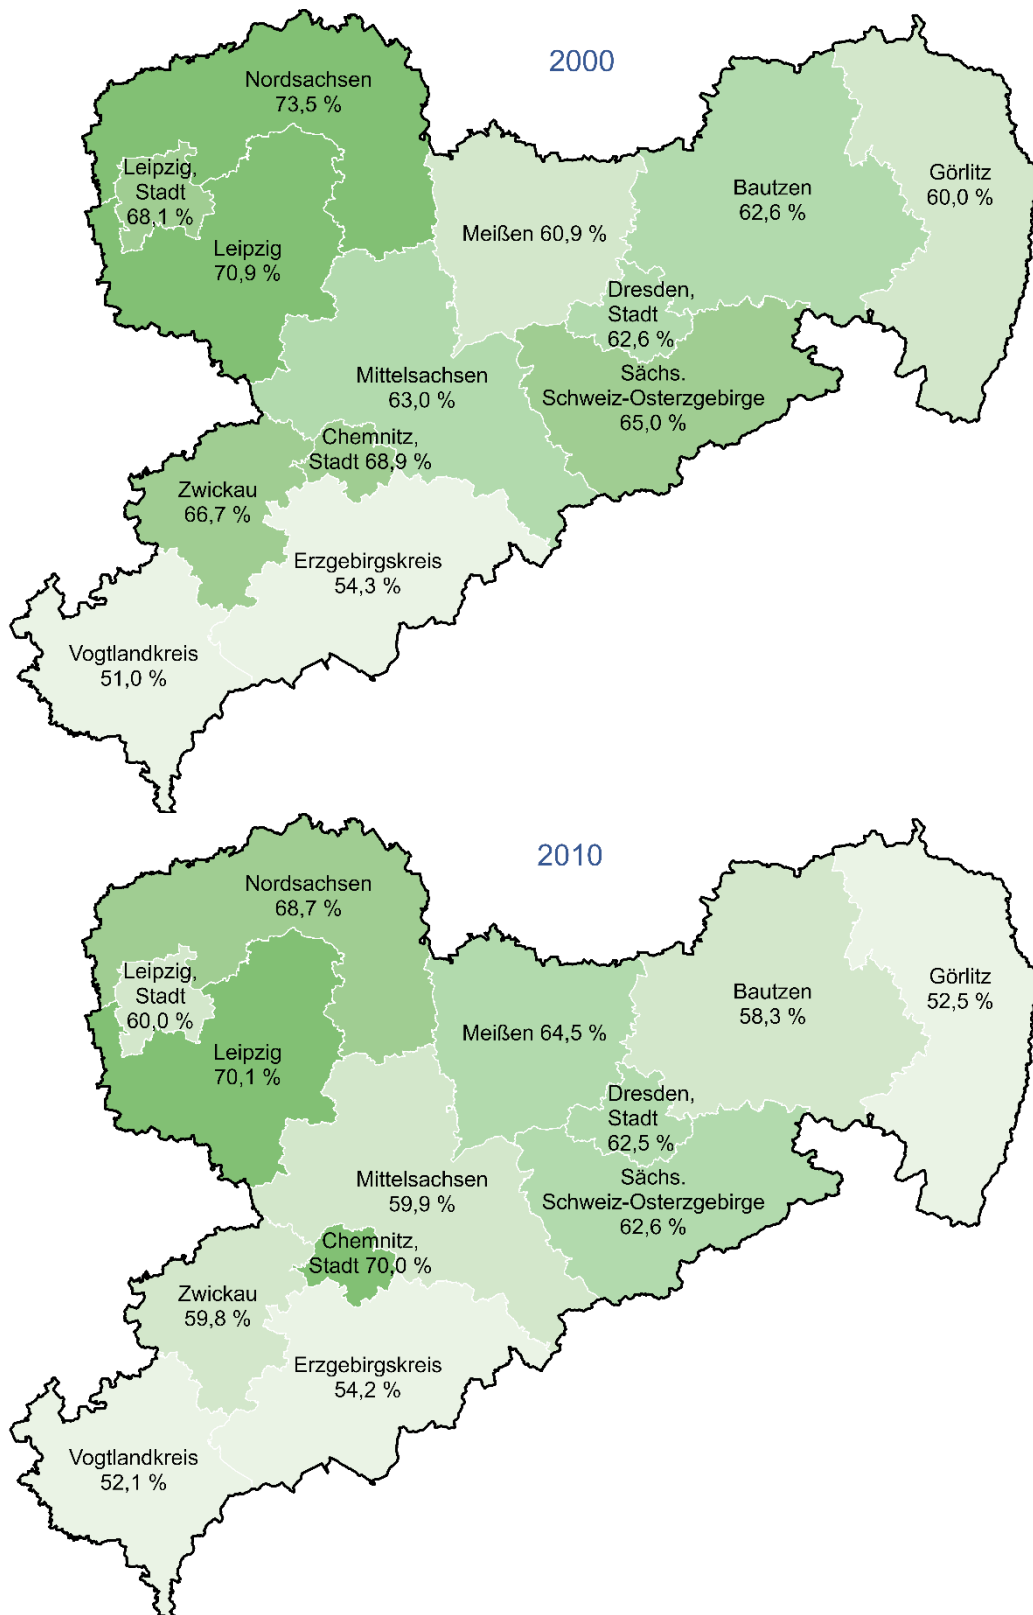 2000
Nordsachsen
73,5 %
Leipzig,
Stadt
68,1 %
Leipzig
70,9 %
Meißen 60,9 %
Bautzen
62,6 %
Görlitz
60,0 %
Dresden,
Stadt
62,6 %
Mittelsachsen
63,0 %
Sächs.
Schweiz-Osterzgebirge
65,0 %
Chemnitz,
Stadt 68,9 %
Zwickau
66,7 %
Erzgebirgskreis
54,3 %
Vogtlandkreis
51,0 %
2010
Nordsachsen
68,7 %
Leipzig,
Stadt
60,0 %
Leipzig
70,1 %
Meißen 64,5 %
Bautzen
58,3 %
Görlitz
52,5 %
Dresden,
Stadt
62,5 %
Mittelsachsen
59,9 %
Sächs.
Schweiz-Osterzgebirge
62,6 %
Chemnitz,
Stadt 70,0 %
Zwickau
59,8 %
Erzgebirgskreis
54,2 %
Vogtlandkreis
52,1 %